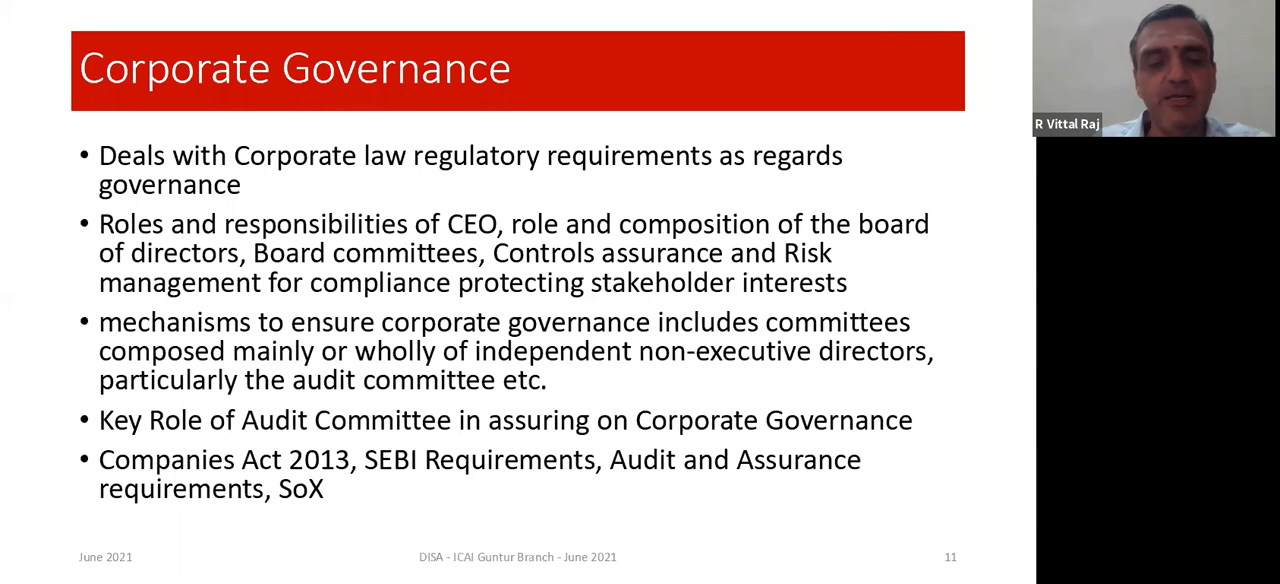 Corporate Governance
R Vittal Raj
• Deals with Corporate law regulatory requirements as regards
governance
• Roles and responsibilities of CEO, role and composition of the board
of directors, Board committees, Controls assurance and Risk
management for compliance protecting stakeholder interests
• mechanisms to ensure corporate governance includes committees
composed mainly or wholly of independent non-executive directors,
particularly the audit committee etc.
• Key Role of Audit Committee in assuring on Corporate Governance
• Companies Act 2013, SEBI Requirements, Audit and Assurance
requirements, SoX
June 2021
DISA - ICAI Guntur Branch - June 2021
11